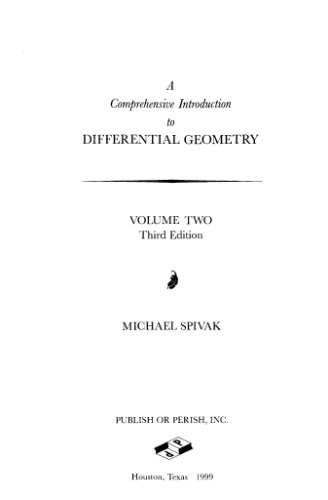 A
Comprehensive Introduction
to
DIFFERENTIAL GEOMETRY
VOLUME TWO
Third Edition
MICHAEL SPIVAK
PUBLISH OR PERISH, INC.
P P
Houston, Texas 1999